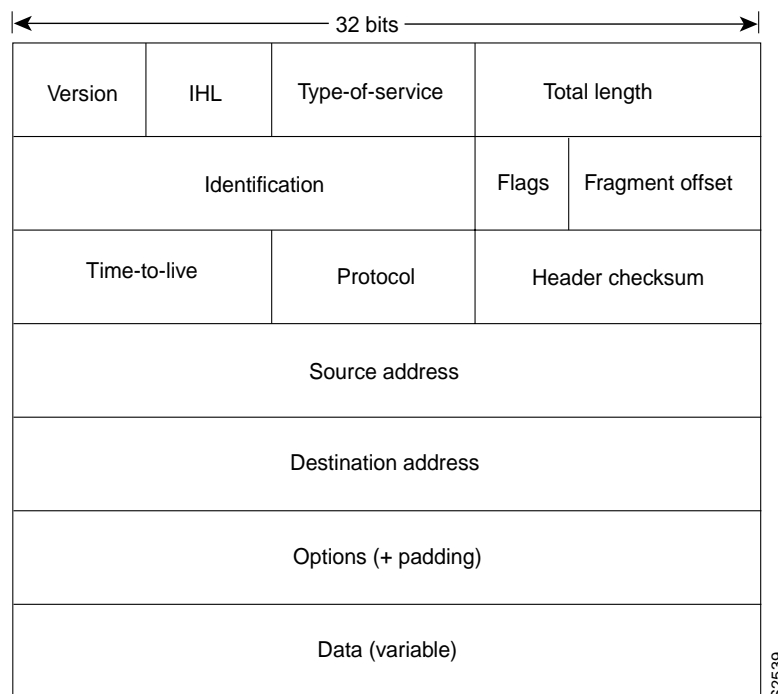 32 bits
Version IHL Type-of-service Total length
Identification Flags Fragment offset
Time-to-live Protocol Header checksum
Source address
Destination address
Options (+ padding)
Data (variable)